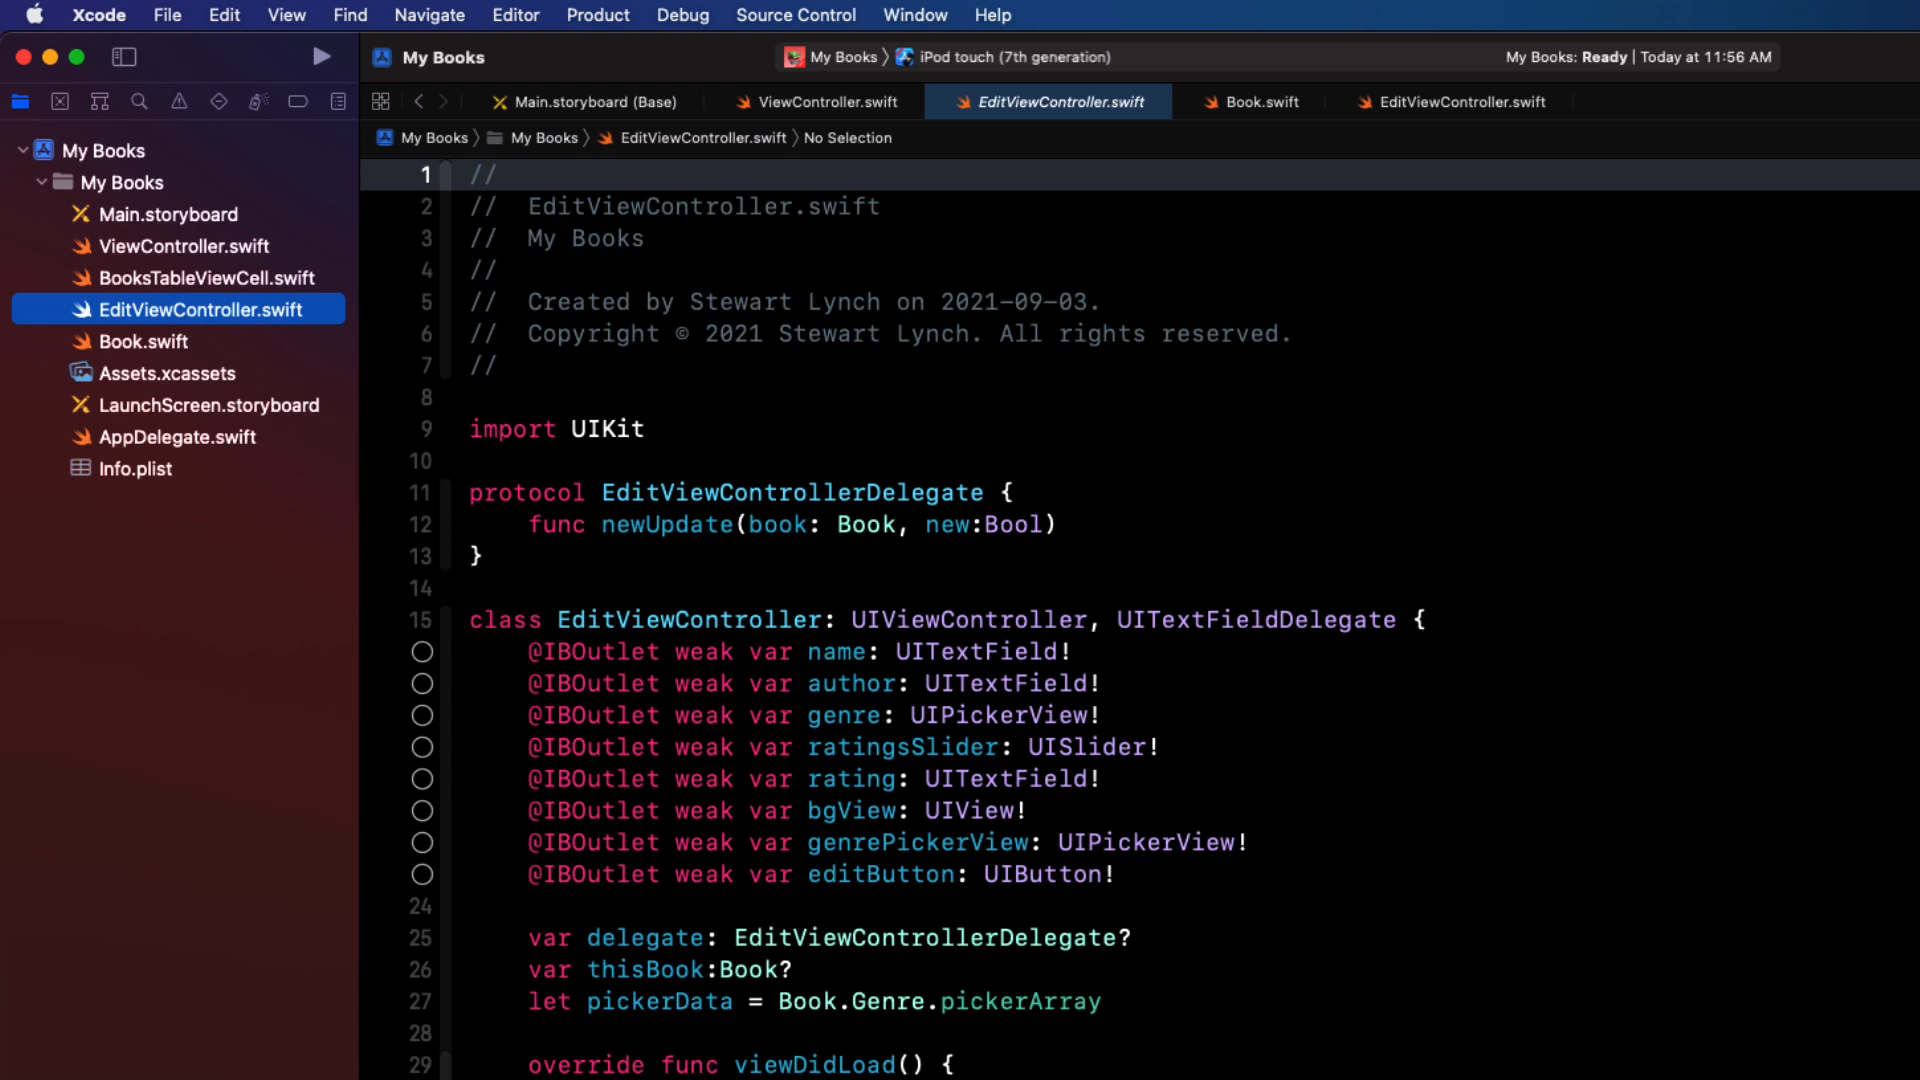 Xcode File Edit View Find Navigate Editor Product Debug Source Control Window Help
My Books
My Books 〉 iPod touch (7th generation)
My Books: Ready | Today at 11:56 AM
Main.storyboard (Base) ViewController.swift EditViewController.swift Book.swift EditViewController.swift
My Books 〉 My Books 〉 EditViewController.swift 〉 No Selection
My Books
My Books
Main.storyboard
ViewController.swift
BooksTableViewCell.swift
EditViewController.swift
Book.swift
Assets.xcassets
LaunchScreen.storyboard
AppDelegate.swift
Info.plist
1 //
2 // EditViewController.swift
3 // My Books
4 //
5 // Created by Stewart Lynch on 2021-09-03.
6 // Copyright © 2021 Stewart Lynch. All rights reserved.
7 //
8
9 import UIKit
10
11 protocol EditViewControllerDelegate {
12 func newUpdate(book: Book, new:Bool)
13 }
14
15 class EditViewController: UIViewController, UITextFieldDelegate {
@IBOutlet weak var name: UITextField!
@IBOutlet weak var author: UITextField!
@IBOutlet weak var genre: UIPickerView!
@IBOutlet weak var ratingsSlider: UISlider!
@IBOutlet weak var rating: UITextField!
@IBOutlet weak var bgView: UIView!
@IBOutlet weak var genrePickerView: UIPickerView!
@IBOutlet weak var editButton: UIButton!
24
25 var delegate: EditViewControllerDelegate?
26 var thisBook:Book?
27 let pickerData = Book.Genre.pickerArray
28
29 override func viewDidLoad() {